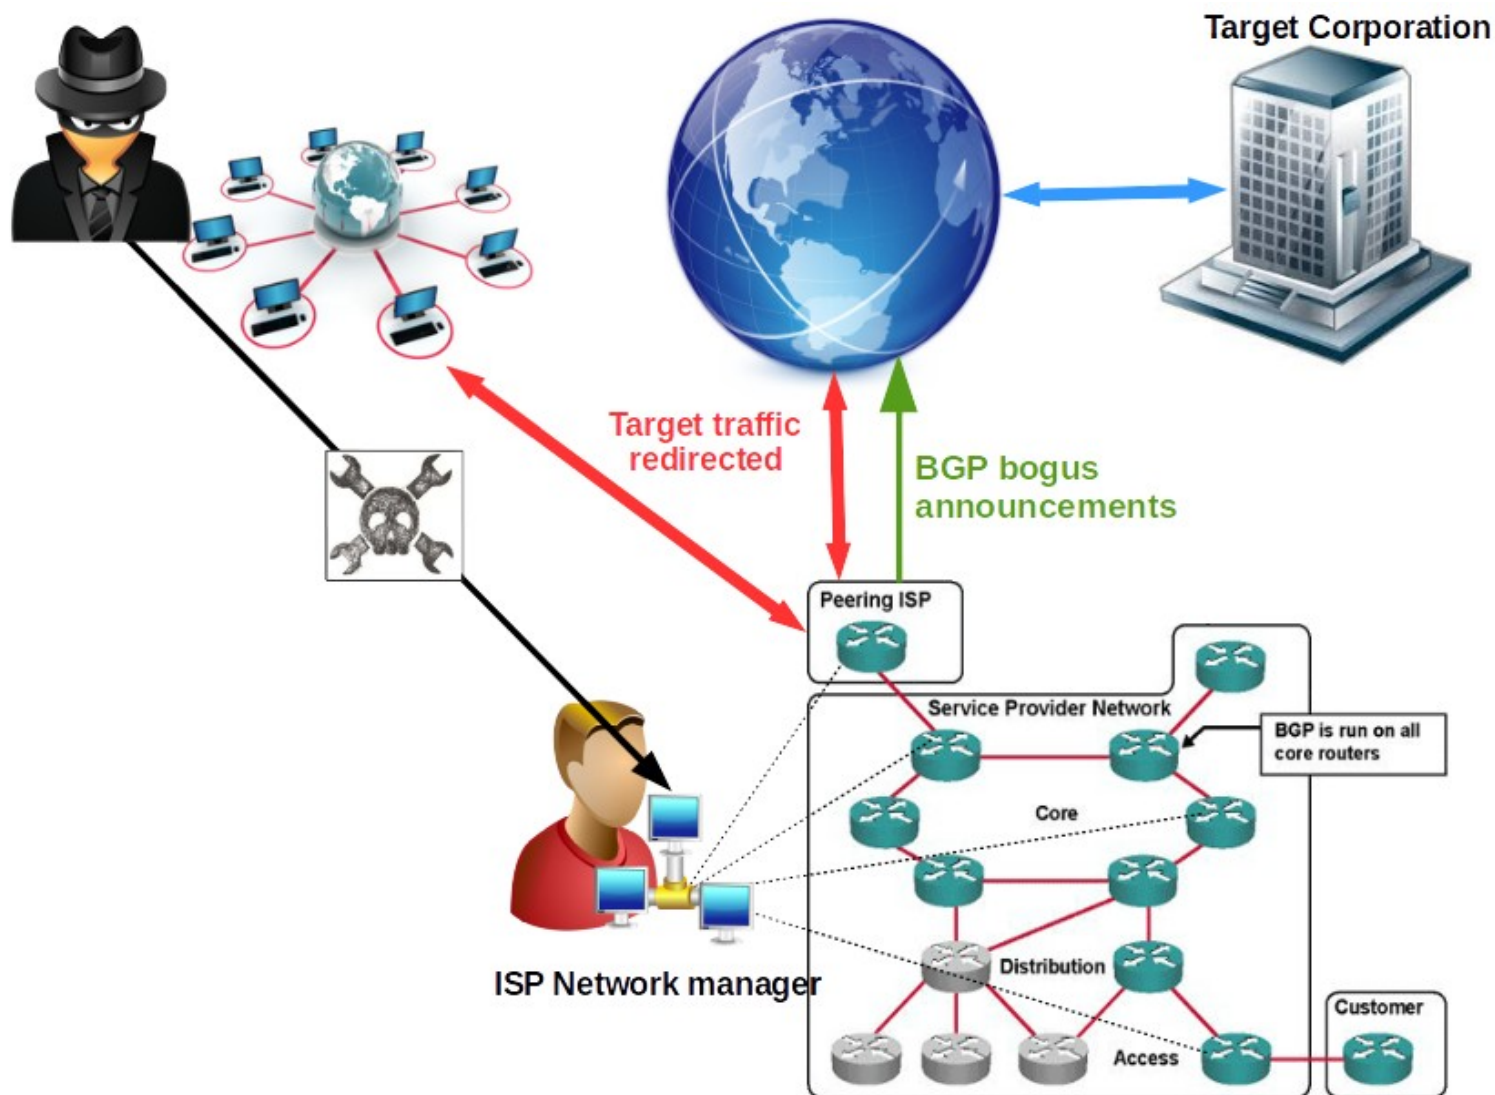 Target Corporation
Target traffic
redirected
BGP bogus
announcements
Peering ISP
Service Provider Network
BGP is run on all
core routers
Core
ISP Network manager
Distribution
Customer
Access